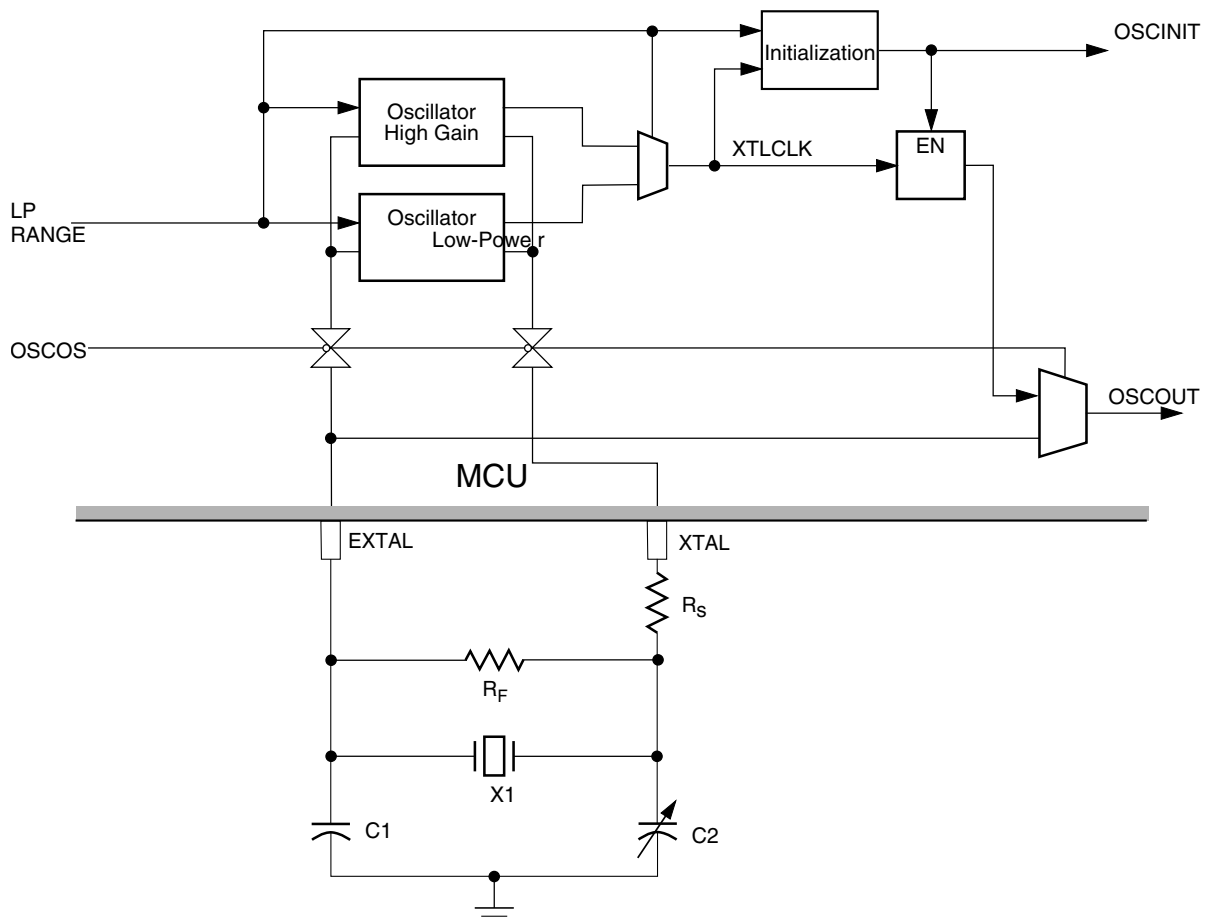 OSCINIT
Initialization
Oscillator
High Gain
EN
XTLCLK
LP
RANGE
Oscillator
Low-Powe r
OSCOS
OSCOUT
MCU
EXTAL
XTAL
RS
RF
X1
C1
C2